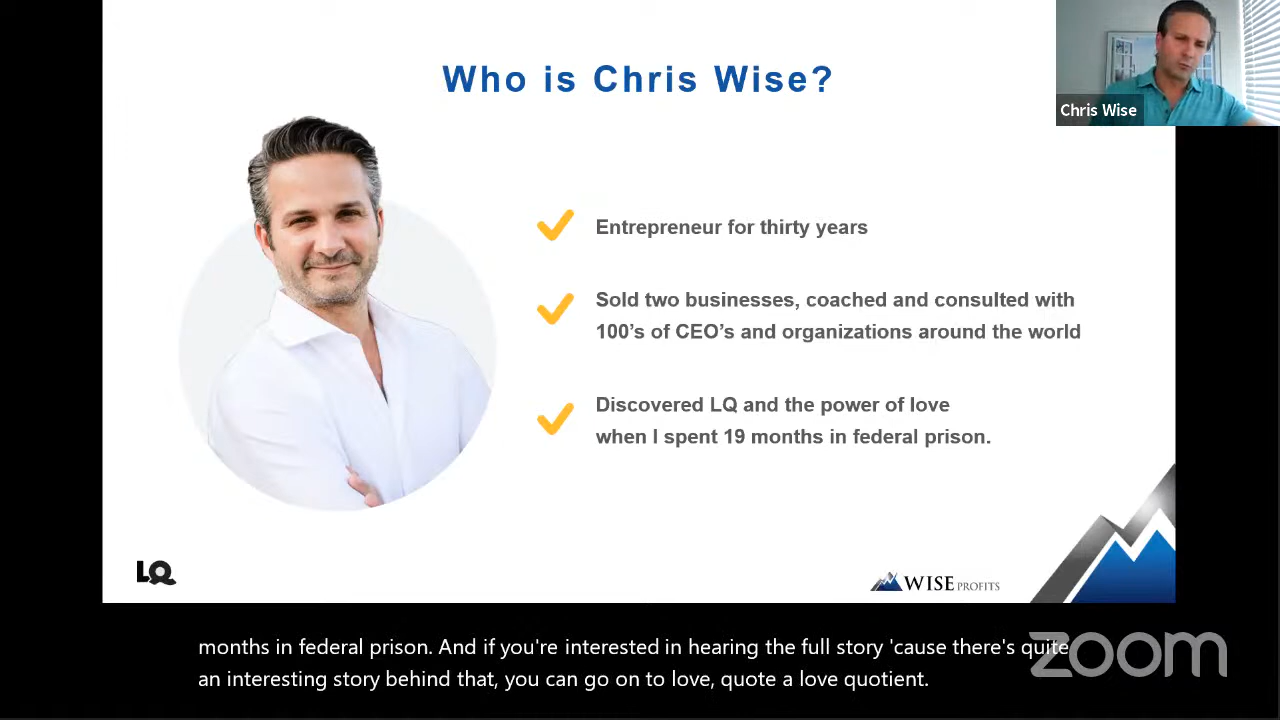 Who is Chris Wise?
Chris Wise
Entrepreneur for thirty years
Sold two businesses, coached and consulted with
100’s of CEO’s and organizations around the world
Discovered LQ and the power of love
when I spent 19 months in federal prison.
LQ
WISE PROFITS
months in federal prison. And if you're interested in hearing the full story 'cause there's quite
an interesting story behind that, you can go on to love, quote a love quotient.
zoom